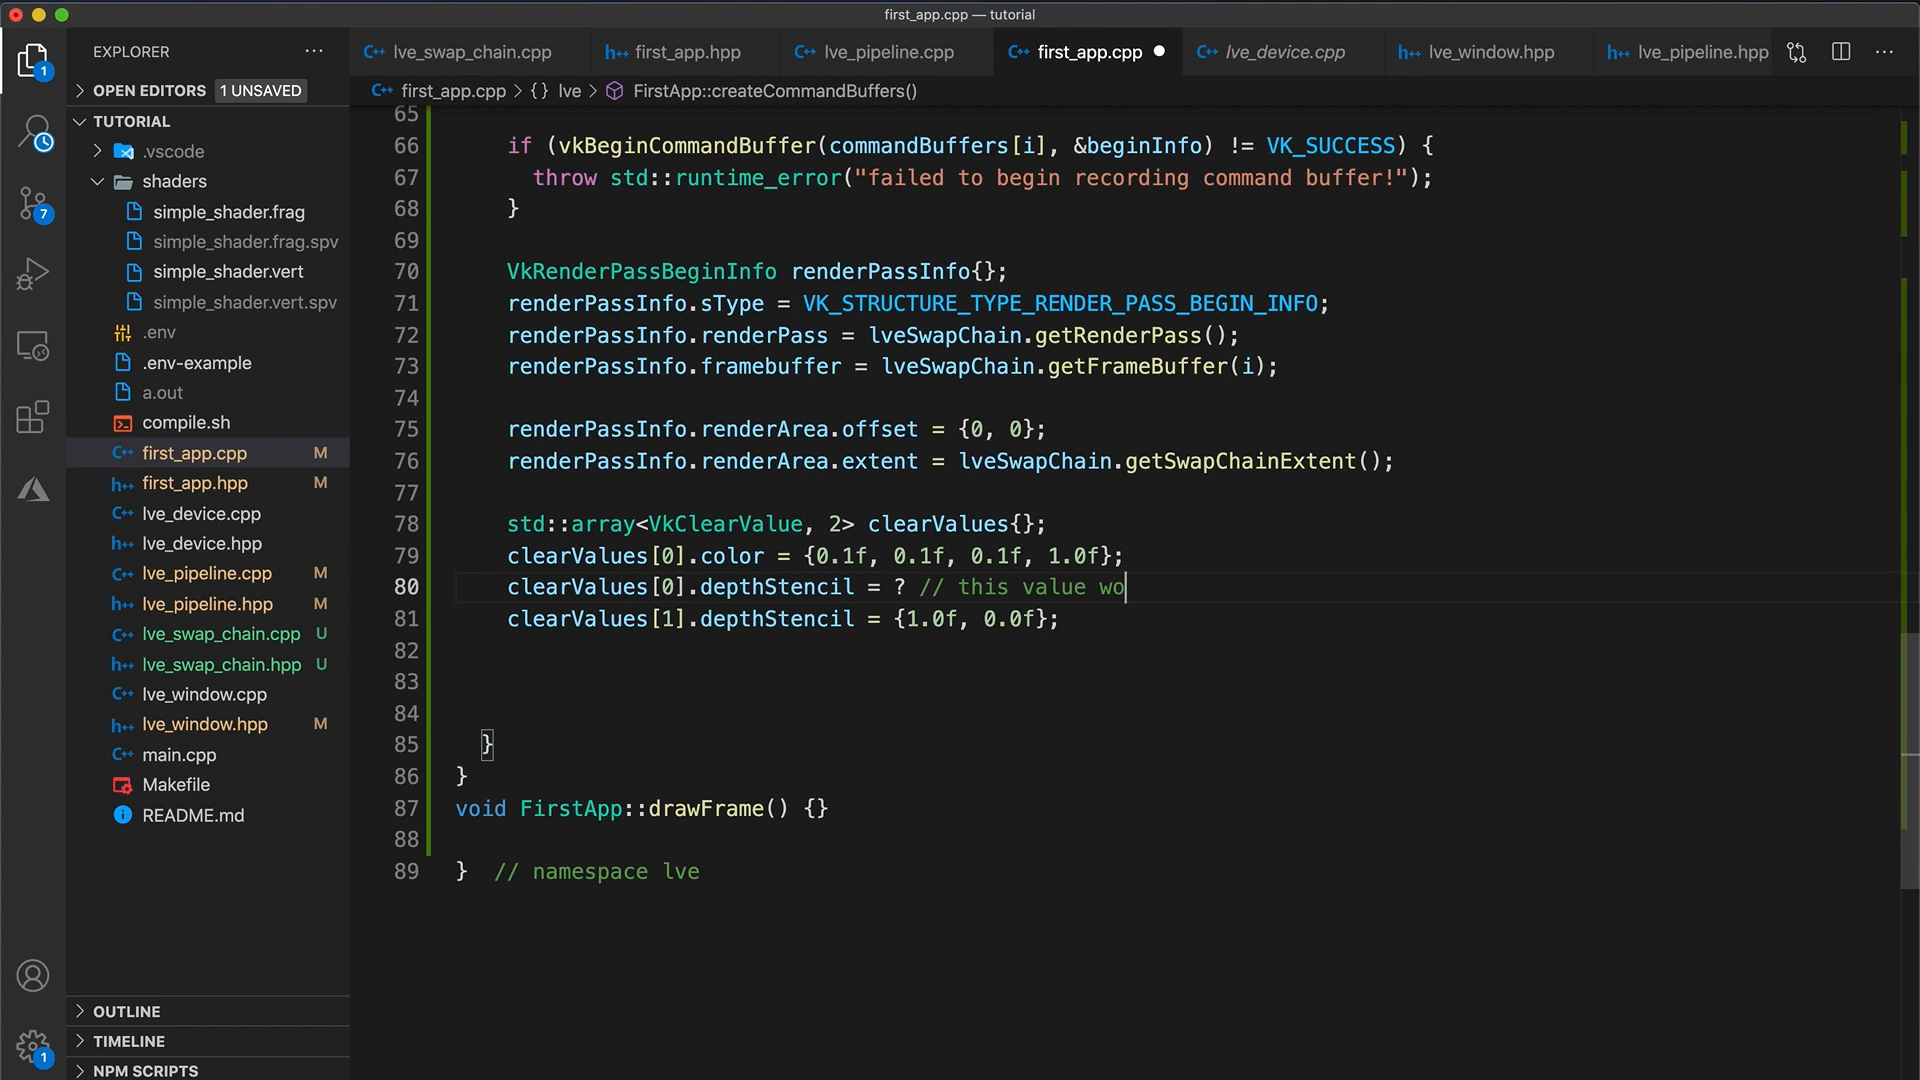 first_app.cpp — tutorial
EXPLORER
OPEN EDITORS 1 UNSAVED
TUTORIAL
.vscode
shaders
simple_shader.frag
simple_shader.frag.spv
simple_shader.vert
simple_shader.vert.spv
.env
.env-example
a.out
compile.sh
first_app.cpp M
first_app.hpp M
lve_device.cpp
lve_device.hpp
lve_pipeline.cpp M
lve_pipeline.hpp M
lve_swap_chain.cpp U
lve_swap_chain.hpp U
lve_window.cpp
lve_window.hpp M
main.cpp
Makefile
README.md
OUTLINE
TIMELINE
NPM SCRIPTS
1
7
1
lve_swap_chain.cpp first_app.hpp lve_pipeline.cpp first_app.cpp lve_device.cpp lve_window.hpp lve_pipeline.hpp
first_app.cpp > {} lve > FirstApp::createCommandBuffers()
65
66 if (vkBeginCommandBuffer(commandBuffers[i], &beginInfo) != VK_SUCCESS) {
67 throw std::runtime_error("failed to begin recording command buffer!");
68 }
69
70 VkRenderPassBeginInfo renderPassInfo{};
71 renderPassInfo.sType = VK_STRUCTURE_TYPE_RENDER_PASS_BEGIN_INFO;
72 renderPassInfo.renderPass = lveSwapChain.getRenderPass();
73 renderPassInfo.framebuffer = lveSwapChain.getFrameBuffer(i);
74
75 renderPassInfo.renderArea.offset = {0, 0};
76 renderPassInfo.renderArea.extent = lveSwapChain.getSwapChainExtent();
77
78 std::array<VkClearValue, 2> clearValues{};
79 clearValues[0].color = {0.1f, 0.1f, 0.1f, 1.0f};
80 clearValues[0].depthStencil = ? // this value wo
81 clearValues[1].depthStencil = {1.0f, 0.0f};
82
83
84
85 }
86 }
87 void FirstApp::drawFrame() {}
88
89 } // namespace lve